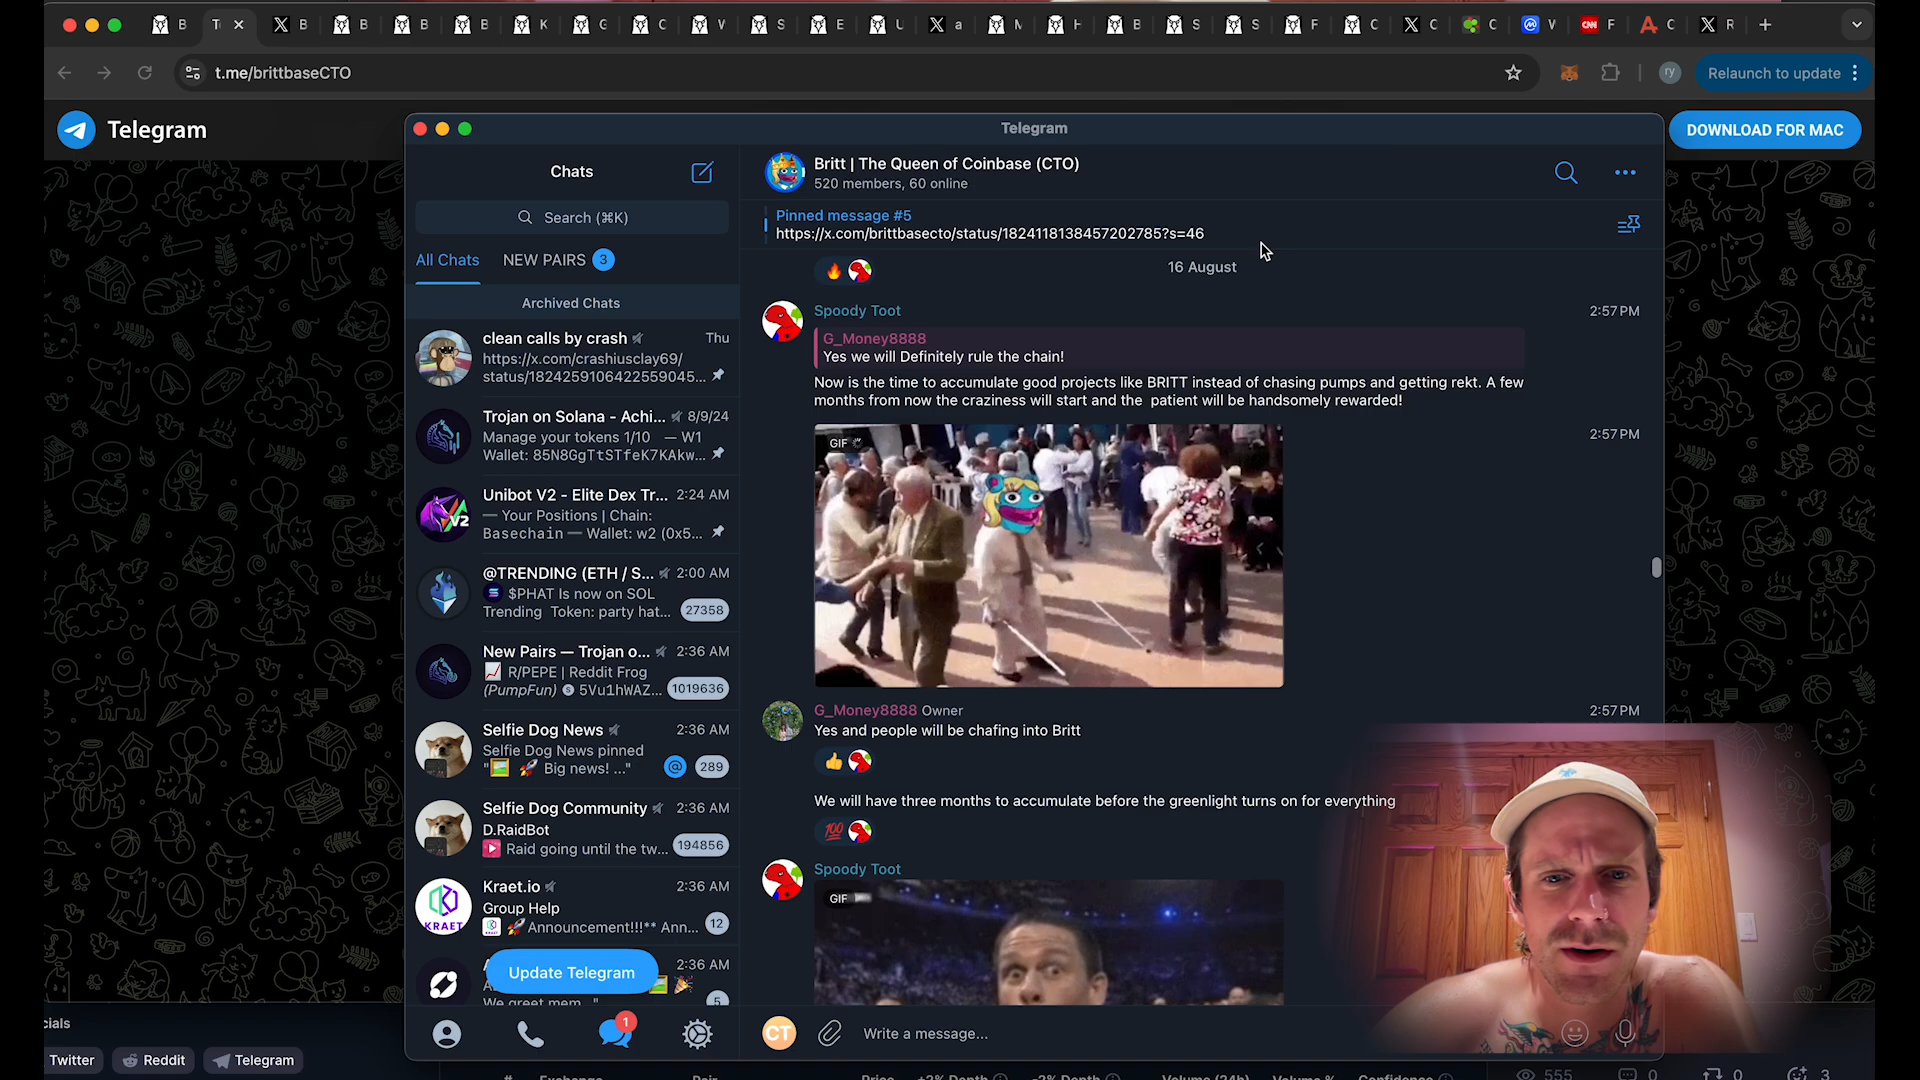 B
T
B
B
B
B
K
G
C
V
S
E
U
a
M
H
B
S
S
F
C
C
C
V
CNN F
C
R
t.me/brittbaseCTO
ry
Relaunch to update
Telegram
DOWNLOAD FOR MAC
Telegram
Chats
Search (⌘K)
All Chats
NEW PAIRS 3
Archived Chats
clean calls by crash Thu
https://x.com/crashiusclay69/
status/1824259106422559045...
Trojan on Solana - Achi... 8/9/24
Manage your tokens 1/10 — W1
Wallet: 85N8GgTtSTfeK7KAkw...
Unibot V2 - Elite Dex Tr... 2:24 AM
— Your Positions | Chain:
Basechain — Wallet: w2 (0x5...
V2
@TRENDING (ETH / S... 2:00 AM
$PHAT Is now on SOL
Trending Token: party hat... 27358
New Pairs — Trojan o... 2:36 AM
📈 R/PEPE | Reddit Frog
(PumpFun) 5Vu1hWAZ... 1019636
Selfie Dog News 2:36 AM
Selfie Dog News pinned
"🖼 🚀 Big news! ..." @ 289
Selfie Dog Community 2:36 AM
D.RaidBot
Raid going until the tw... 194856
Kraet.io 2:36 AM
Group Help
🚀Announcement!!!** Ann... 12
KRAET
2:36 AM
Update Telegram
We greet mem..." 5
1
Britt | The Queen of Coinbase (CTO)
520 members, 60 online
Pinned message #5
https://x.com/brittbasecto/status/1824118138457202785?s=46
16 August
Spoody Toot 2:57 PM
G_Money8888
Yes we will Definitely rule the chain!
Now is the time to accumulate good projects like BRITT instead of chasing pumps and getting rekt. A few
months from now the craziness will start and the patient will be handsomely rewarded!
GIF 2:57 PM
G_Money8888 Owner 2:57 PM
Yes and people will be chafing into Britt
We will have three months to accumulate before the greenlight turns on for everything
💯
Spoody Toot
GIF
CT
Write a message...
cials
Twitter
Reddit
Telegram
# Exchange Pair Price +2% Depth -2% Depth Volume (24h) Volume % Confidence
555 0 0 3